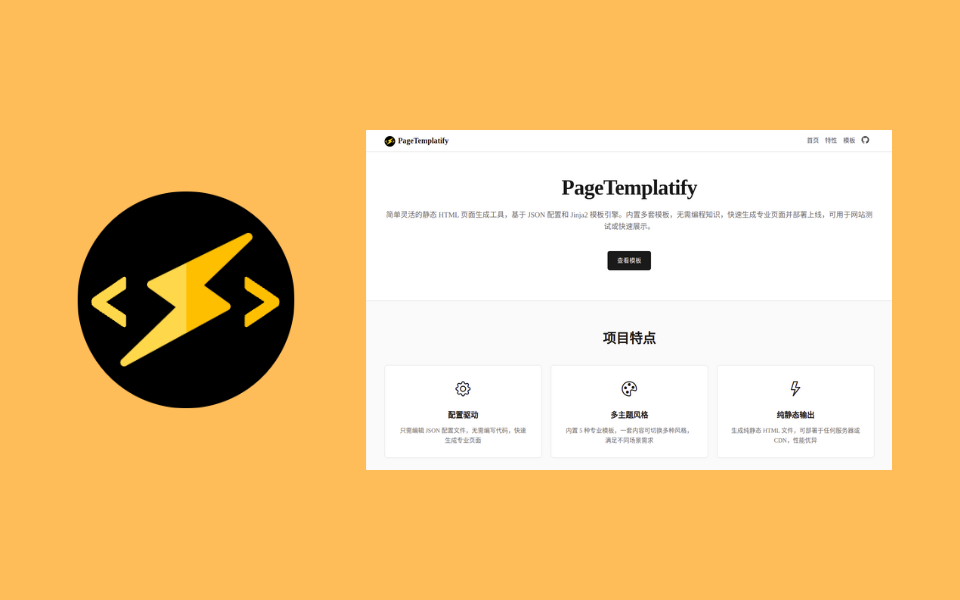 PageTemplatify
首页 特性 模板
PageTemplatify
简单灵活的静态 HTML 页面生成工具，基于 JSON 配置和 Jinja2 模板引擎。内置多套模板，无需编程知识，快速生成专业页面并部署上线，可用于网站测
试或快速展示。
查看模板
项目特点
配置驱动
只需编辑 JSON 配置文件，无需编写代码，快速
生成专业页面
多主题风格
内置 5 种专业模板，一套内容可切换多种风格，
满足不同场景需求
纯静态输出
生成纯静态 HTML 文件，可部署于任何服务器或
CDN，性能优异